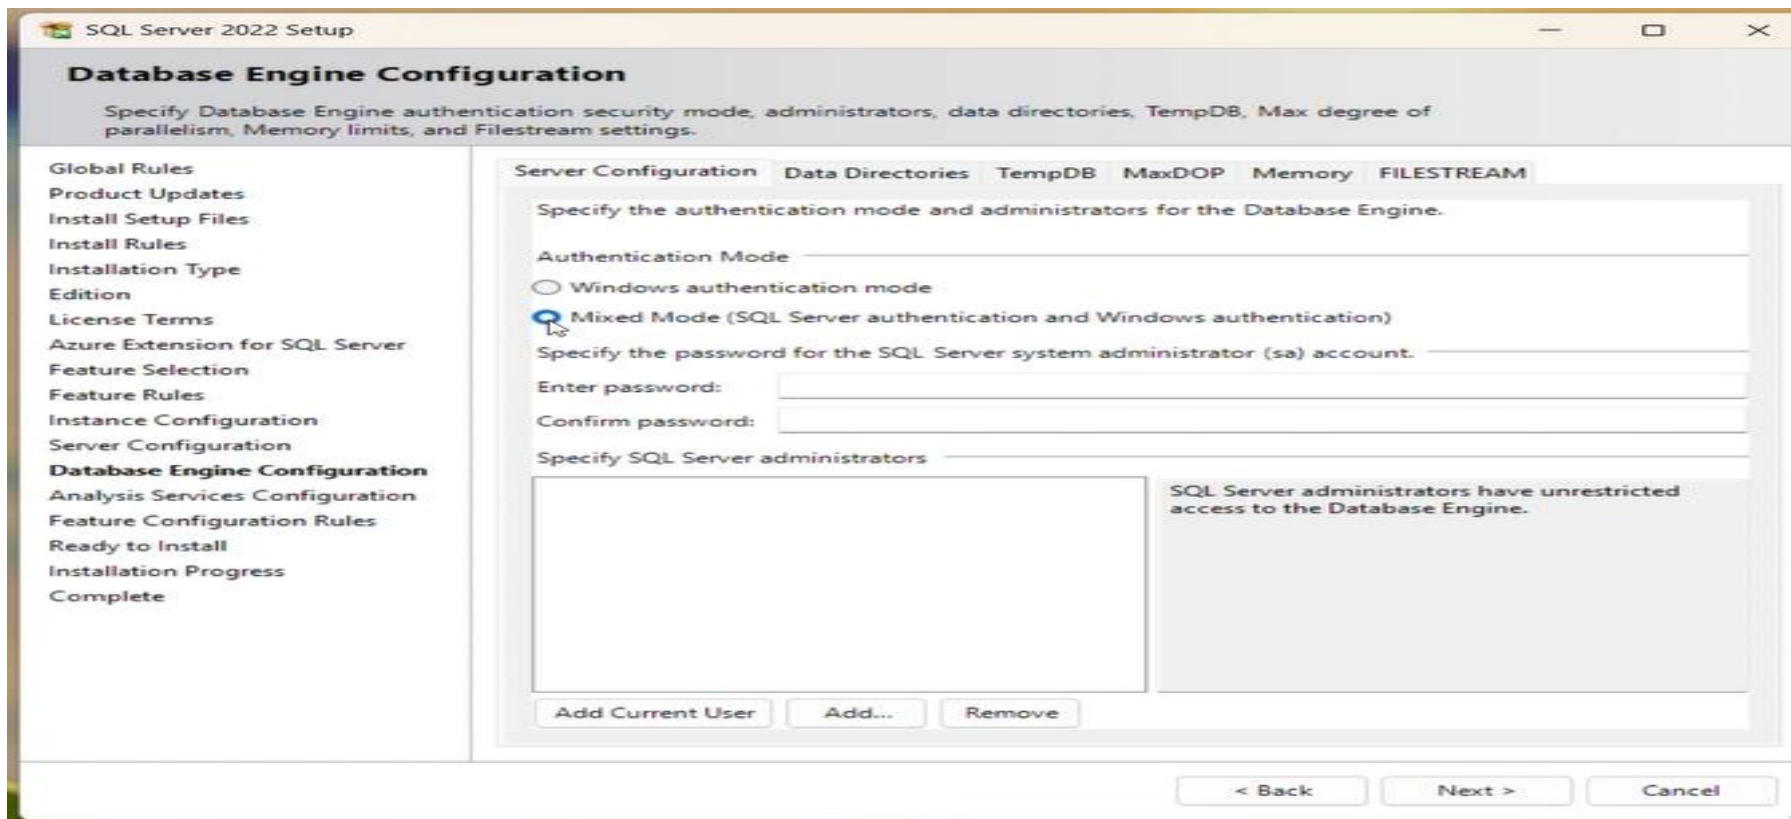 SQL Server 2022 Setup
Database Engine Configuration
Specify Database Engine authentication security mode, administrators, data directories, TempDB, Max degree of
parallelism, Memory limits, and Filestream settings.
Global Rules
Product Updates
Install Setup Files
Install Rules
Installation Type
Edition
License Terms
Azure Extension for SQL Server
Feature Selection
Feature Rules
Instance Configuration
Server Configuration
Database Engine Configuration
Analysis Services Configuration
Feature Configuration Rules
Ready to Install
Installation Progress
Complete
Server Configuration Data Directories TempDB MaxDOP Memory FILESTREAM
Specify the authentication mode and administrators for the Database Engine.
Authentication Mode
Windows authentication mode
Mixed Mode (SQL Server authentication and Windows authentication)
Specify the password for the SQL Server system administrator (sa) account.
Enter password:
Confirm password:
Specify SQL Server administrators
SQL Server administrators have unrestricted
access to the Database Engine.
Add Current User Add... Remove
< Back Next > Cancel